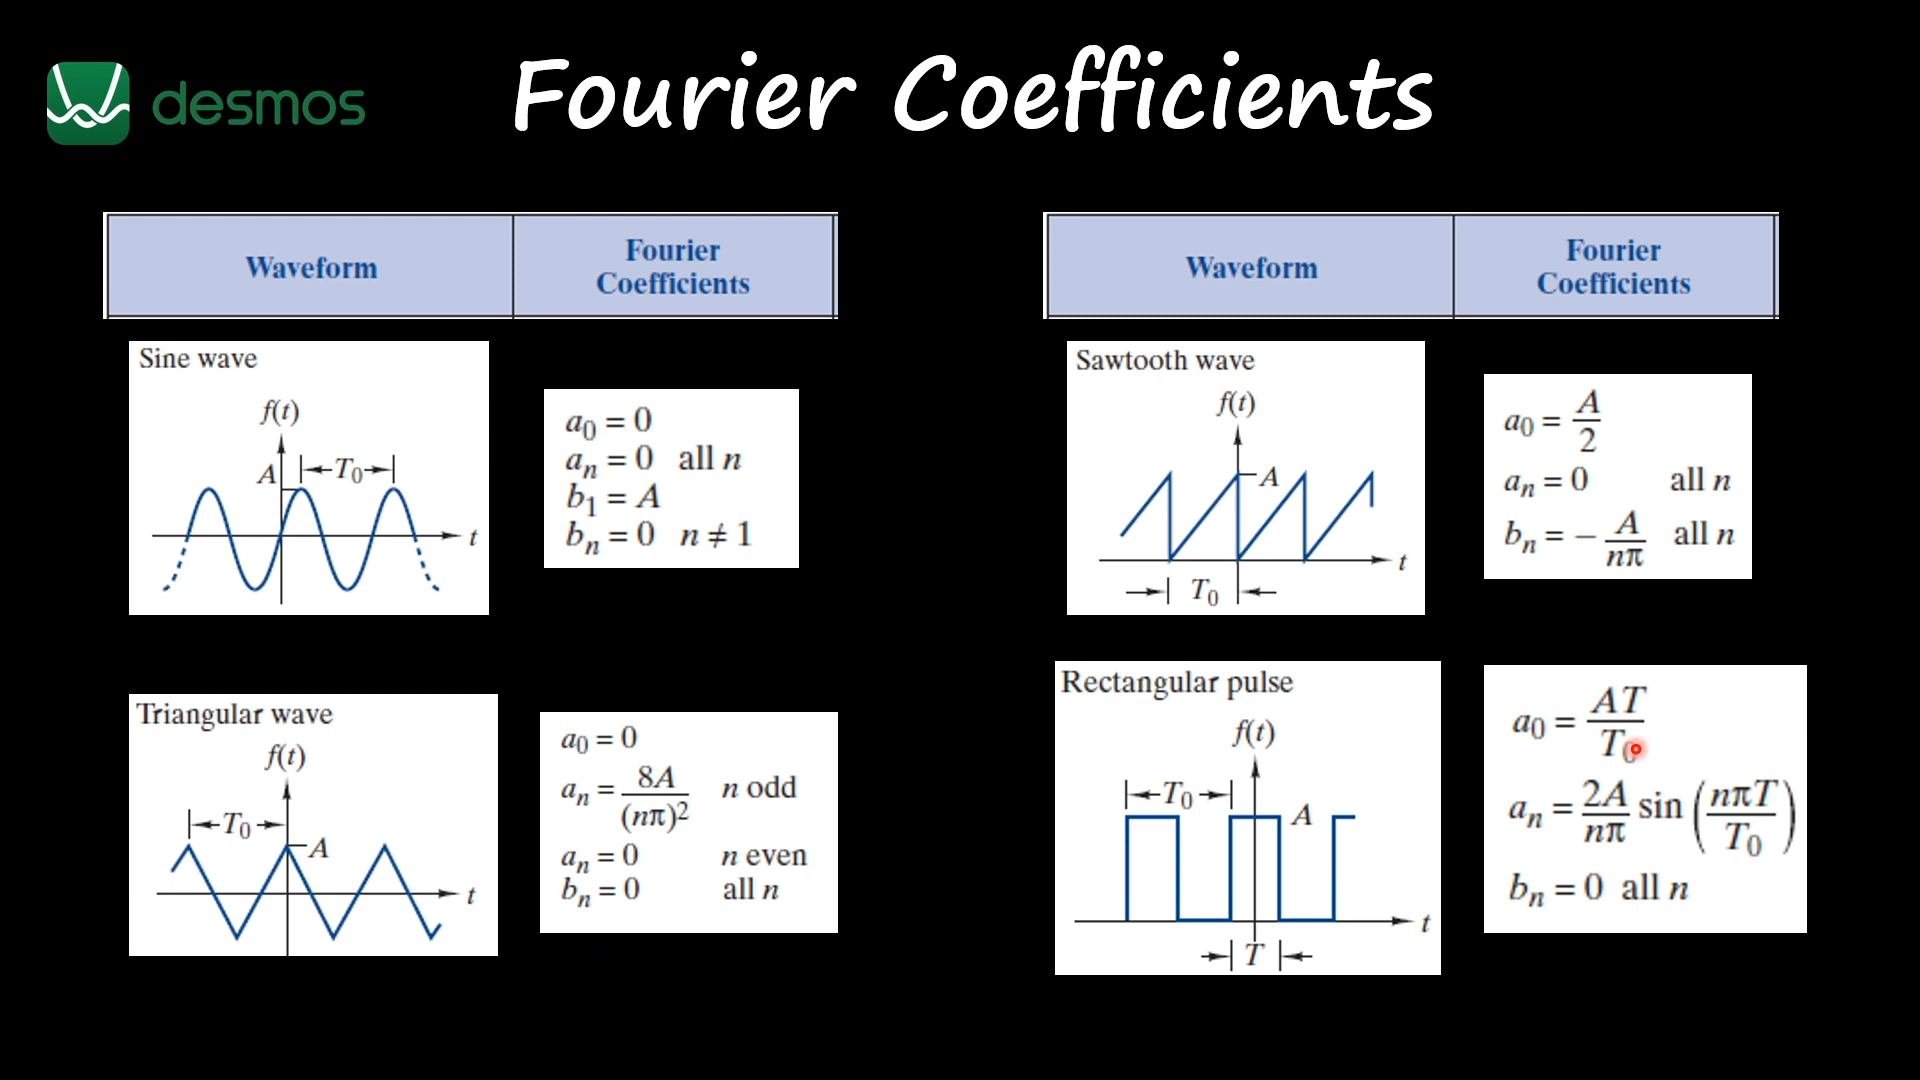 desmos
Fourier Coefficients
Waveform
Fourier
Coefficients
Sine wave
f(t)
A
T₀
t
a₀ = 0
aₙ = 0 all n
b₁ = A
bₙ = 0 n ≠ 1
Triangular wave
f(t)
T₀
A
t
a₀ = 0
aₙ = 8A/(nπ)² n odd
aₙ = 0 n even
bₙ = 0 all n
Waveform
Fourier
Coefficients
Sawtooth wave
f(t)
A
t
T₀
a₀ = A/2
aₙ = 0 all n
bₙ = − A/nπ all n
Rectangular pulse
f(t)
T₀
A
t
T
a₀ = AT/T₀
aₙ = 2A/nπ sin (nπT/T₀)
bₙ = 0 all n